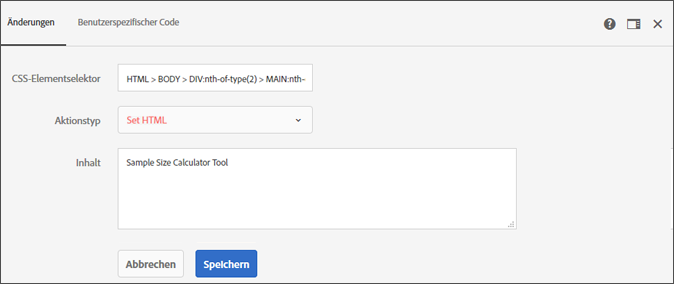 Änderungen Benutzerspezifischer Code
CSS-Elementselektor HTML > BODY > DIV:nth-of-type(2) > MAIN:nth-
Aktionstyp Set HTML
Inhalt Sample Size Calculator Tool
Abbrechen Speichern